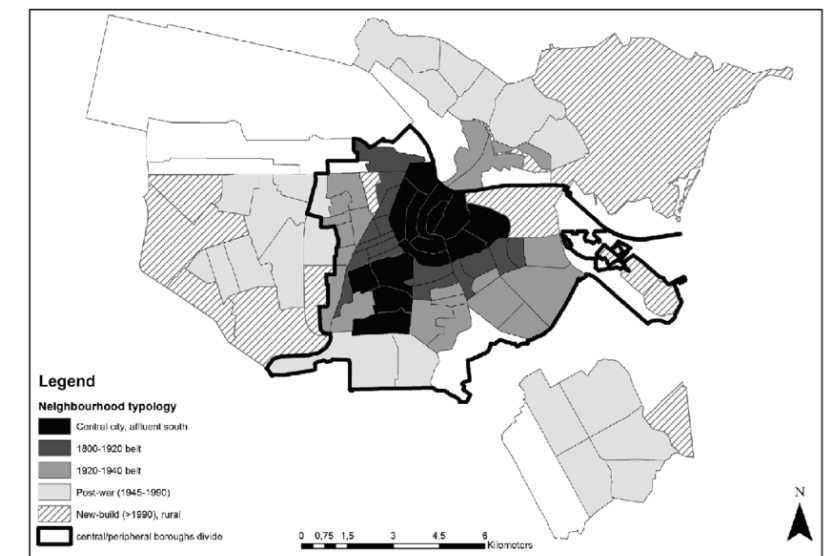 Legend
Neighbourhood typology
Central city, affluent south
1800-1920 belt
1920-1940 belt
Post-war (1945-1990)
New-build (>1990), rural
central/peripheral boroughs divide
0 0,75 1,5 3 4,5 6
Kilometers
N